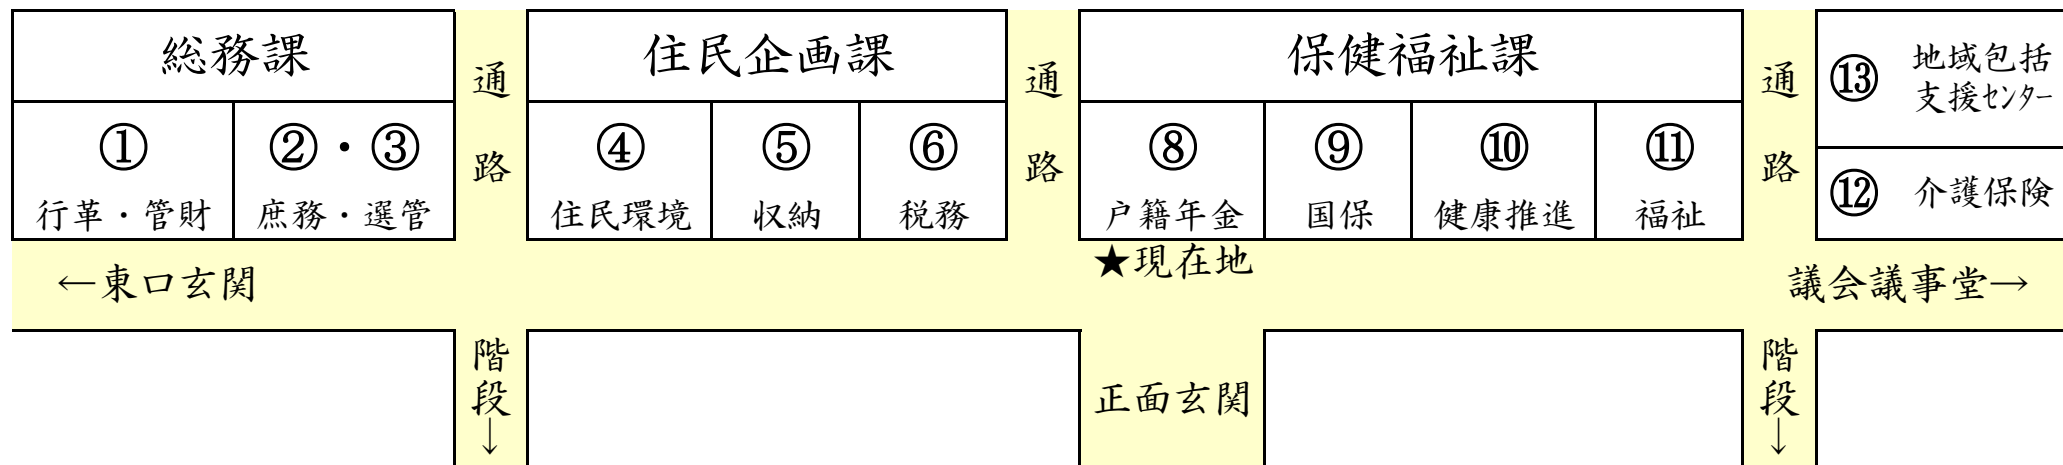 総務課
通路
住民企画課
通路
保健福祉課
通路
⑬ 地域包括
支援ｾﾝﾀｰ
①
②・③
④
⑤
⑥
⑧
⑨
⑩
⑪
⑫ 介護保険
行革・管財
庶務・選管
住民環境
収納
税務
戸籍年金
国保
健康推進
福祉
★現在地
←東口玄関
議会議事堂→
階段↓
正面玄関
階段↓